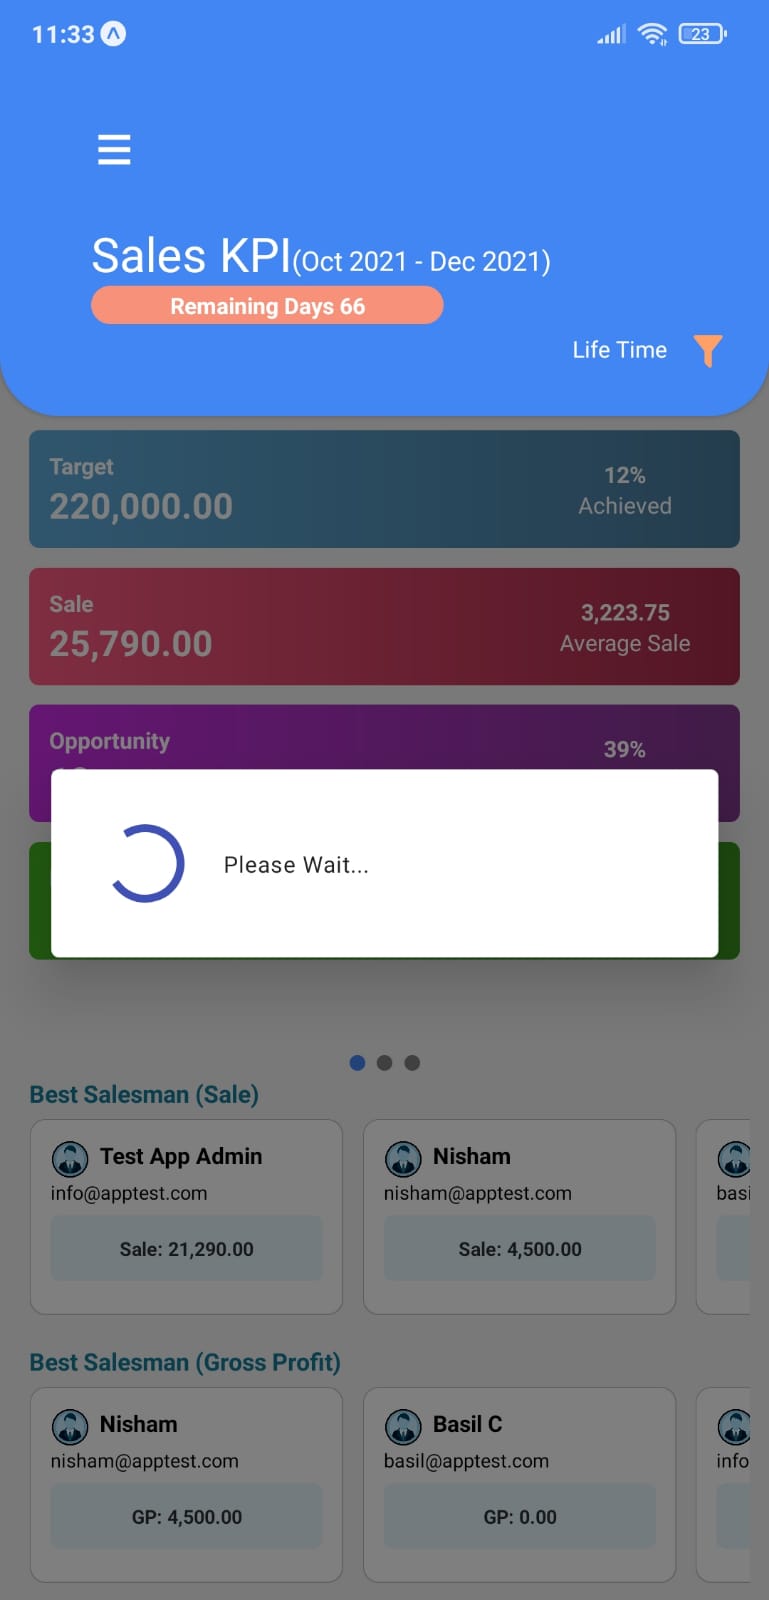 11:33
23
Sales KPI(Oct 2021 - Dec 2021)
Remaining Days 66
Life Time
Target
220,000.00
12%
Achieved
Sale
25,790.00
3,223.75
Average Sale
Opportunity
39%
Please Wait...
Best Salesman (Sale)
Test App Admin
info@apptest.com
Sale: 21,290.00
Nisham
nisham@apptest.com
Sale: 4,500.00
basi
Best Salesman (Gross Profit)
Nisham
nisham@apptest.com
GP: 4,500.00
Basil C
basil@apptest.com
GP: 0.00
info